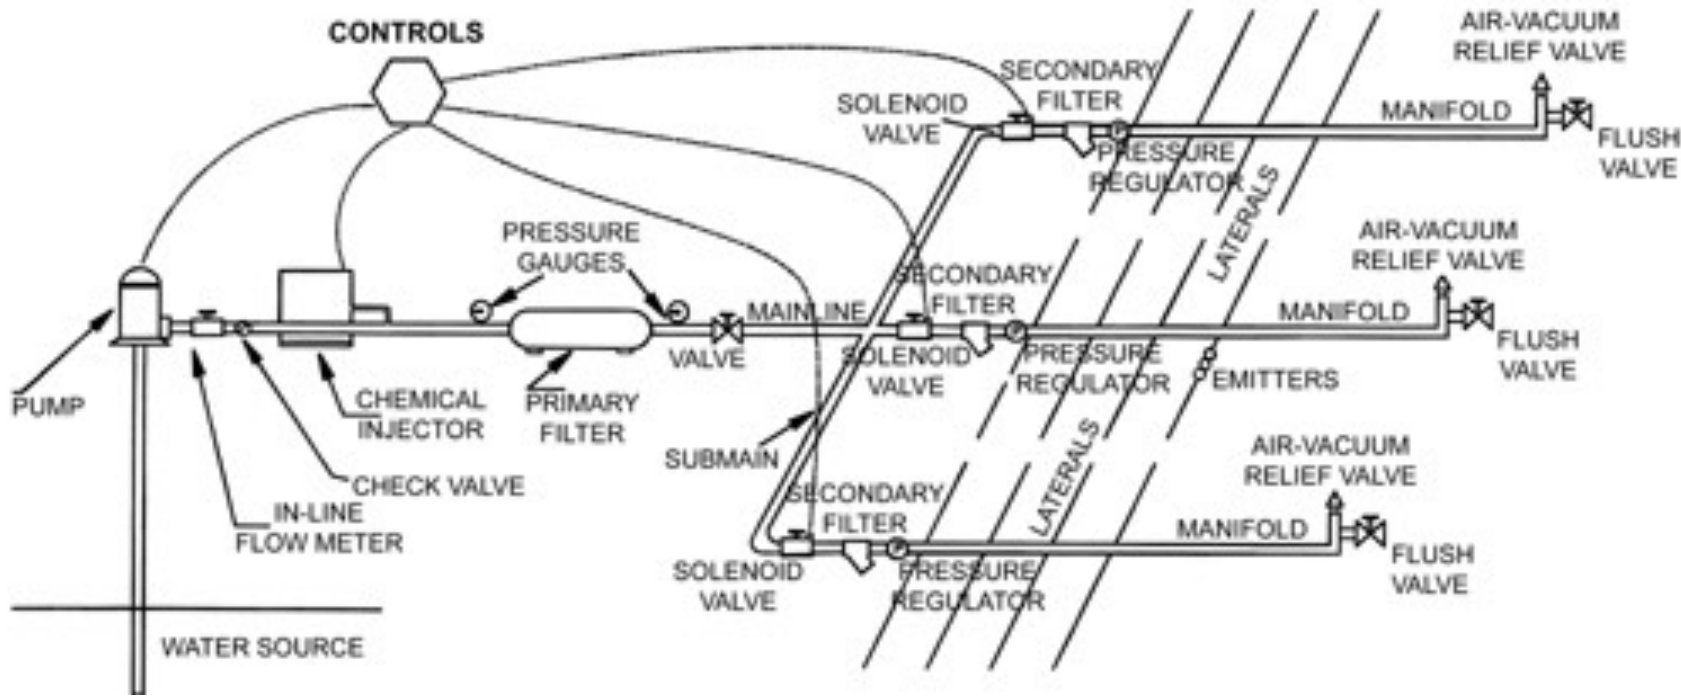 CONTROLS
AIR-VACUUM
RELIEF VALVE
SECONDARY
FILTER
SOLENOID
VALVE
MANIFOLD
FLUSH
VALVE
PRESSURE
REGULATOR
LATERALS
PRESSURE
GAUGES
AIR-VACUUM
RELIEF VALVE
SECONDARY
FILTER
MAINLINE
MANIFOLD
VALVE
SOLENOID
VALVE
PRESSURE
REGULATOR
FLUSH
VALVE
EMITTERS
PUMP
CHEMICAL
INJECTOR
PRIMARY
FILTER
SUBMAIN
LATERALS
AIR-VACUUM
RELIEF VALVE
CHECK VALVE
IN-LINE
FLOW METER
SECONDARY
FILTER
MANIFOLD
SOLENOID
VALVE
PRESSURE
REGULATOR
FLUSH
VALVE
WATER SOURCE